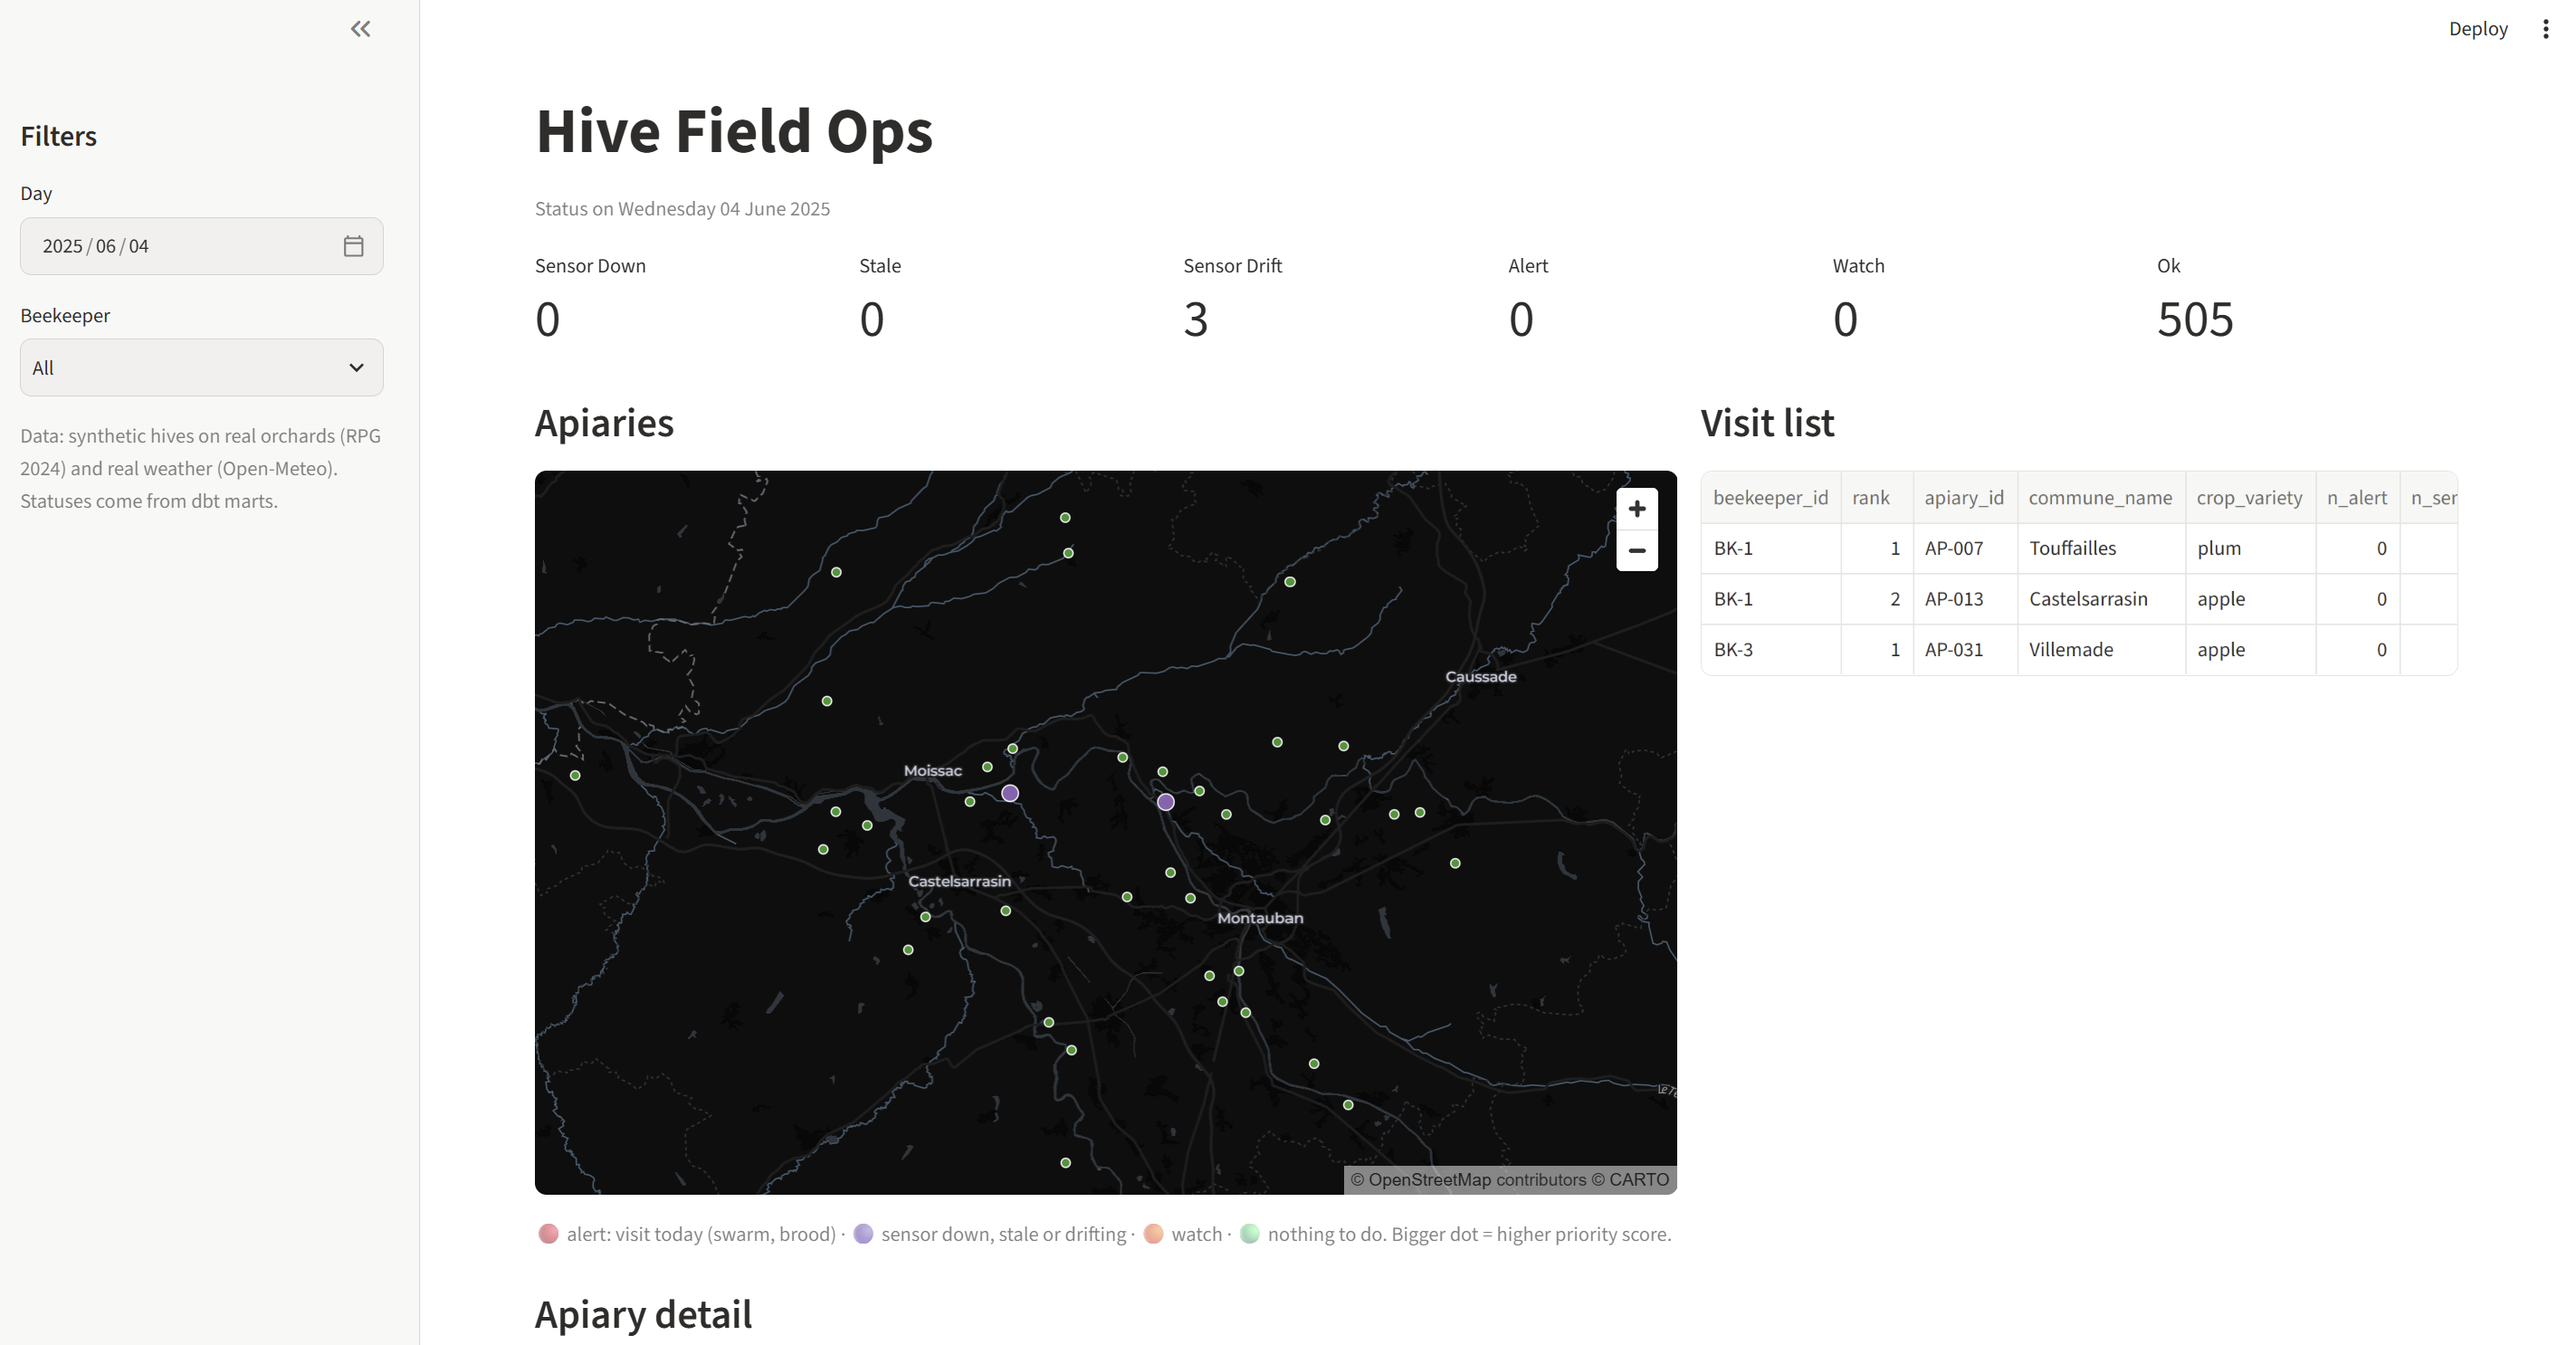 Deploy
Filters
Day
2025/06/04
Beekeeper
All
Data: synthetic hives on real orchards (RPG
2024) and real weather (Open-Meteo).
Statuses come from dbt marts.
Hive Field Ops
Status on Wednesday 04 June 2025
Sensor Down Stale Sensor Drift Alert Watch Ok
0 0 3 0 0 505
Apiaries
Caussade
Moissac
Castelsarrasin
Montauban
© OpenStreetMap contributors © CARTO
alert: visit today (swarm, brood) · sensor down, stale or drifting · watch · nothing to do. Bigger dot = higher priority score.
Visit list
beekeeper_id rank apiary_id commune_name crop_variety n_alert n_ser
BK-1 1 AP-007 Touffailles plum 0
BK-1 2 AP-013 Castelsarrasin apple 0
BK-3 1 AP-031 Villemade apple 0
Apiary detail